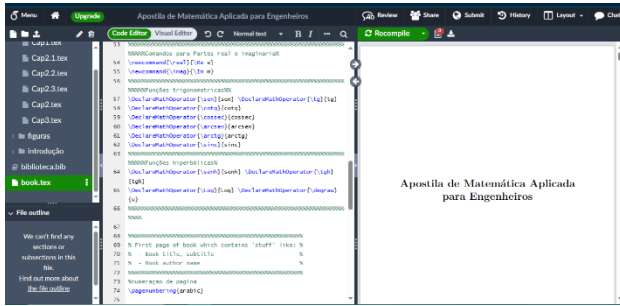 Menu Upgrade Apostila de Matemática Aplicada para Engenheiros Review Share Submit History Layout Chat
Code Editor Visual Editor Normal text B I Recompile
Cap1.tex
Cap2.1.tex
Cap2.2.tex
Cap2.3.tex
Cap2.tex
Cap3.tex
figuras
introdução
biblioteca.bib
book.tex
File outline
We can't find any
sections or
subsections in this
file.
Find out more about
the file outline
53 %%%%%%%%%%%%%%%%%%%%%%%%%%%%%%%%%%%%%%%%%%%%%%
%%%%%Comandos para Partes real e imaginaria%
54 \newcommand{\real}{\Re e}
55 \newcommand{\imag}{\Im m}
56 %%%%%%%%%%%%%%%%%%%%%%%%%%%%%%%%%%%%%%%%%%%%%%
%%%%%Funções trigonometricas%%
57 \DeclareMathOperator{\sen}{sen} \DeclareMathOperator{\tg}{tg}
58 \DeclareMathOperator{\cotg}{cotg}
59 \DeclareMathOperator{\cossec}{cossec}
60 \DeclareMathOperator{\arcsen}{arcsen}
61 \DeclareMathOperator{\arctg}{arctg}
62 \DeclareMathOperator{\sinc}{sinc}
63 %%%%%%%%%%%%%%%%%%%%%%%%%%%%%%%%%%%%%%%%%%%%%%
%%%%%Funções hiperbólicas%
64 \DeclareMathOperator{\senh}{senh} \DeclareMathOperator{\tgh}
{tgh}
65 \DeclareMathOperator{\Log}{Log} \DeclareMathOperator{\degrau}
{u}
66 %%%%%%%%%%%%%%%%%%%%%%%%%%%%%%%%%%%%%%%%%%%%%%
%%%%
67
68 %%%%%%%%%%%%%%%%%%%%%%%%%%%%%%%%%%%%%%
69 % First page of book which contains 'stuff' like: %
70 % - Book title, subtitle %
71 % - Book author name %
72 %%%%%%%%%%%%%%%%%%%%%%%%%%%%%%%%%%%%%%
73 %numeraçao de pagina
74 \pagenumbering{arabic}
75
Apostila de Matemática Aplicada
para Engenheiros